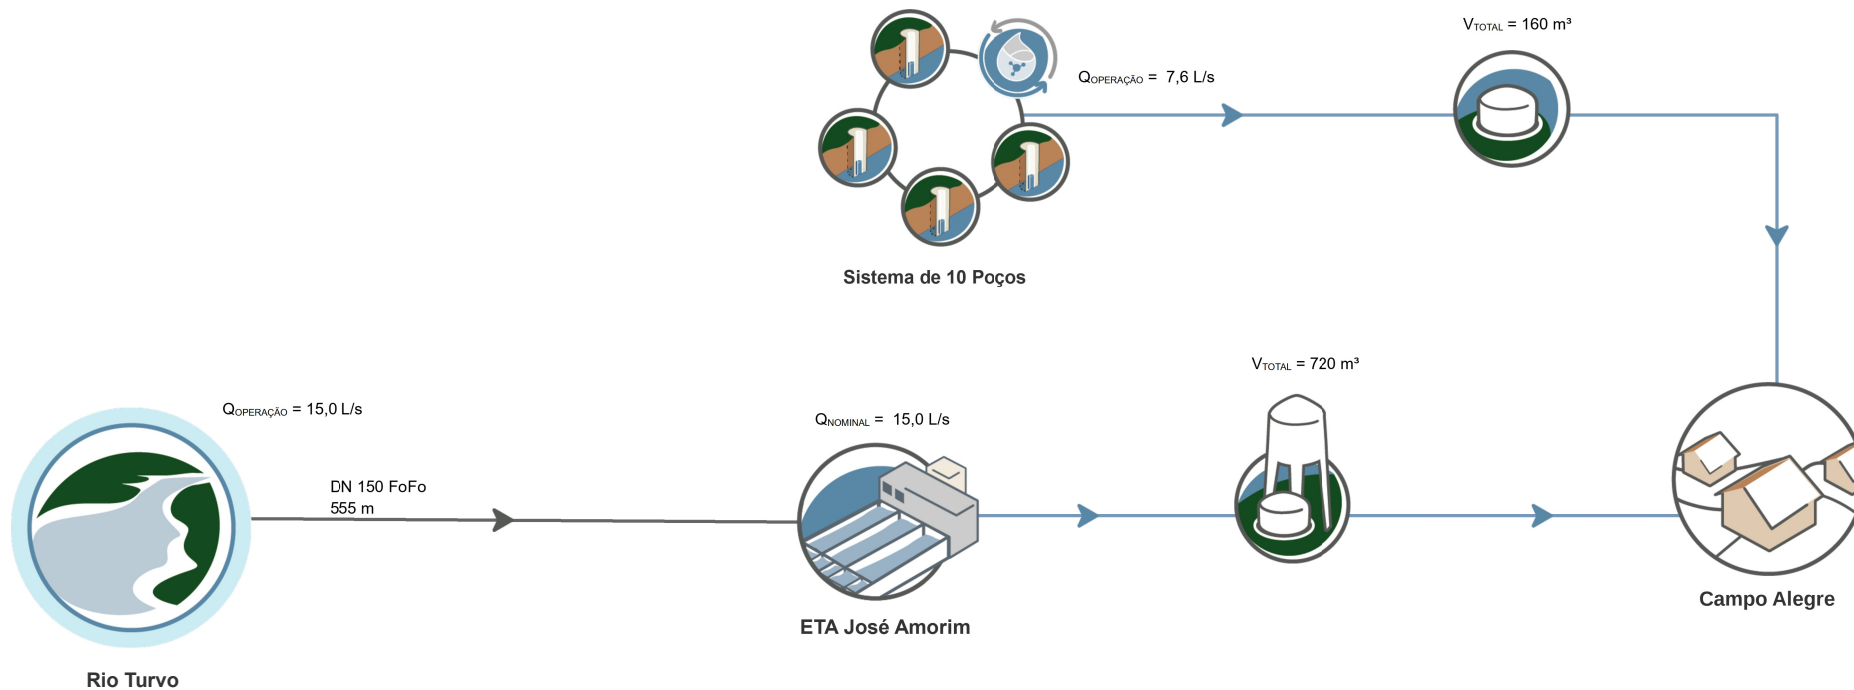 VTOTAL = 160 m³
QOPERAÇÃO = 7,6 L/s
Sistema de 10 Poços
VTOTAL = 720 m³
QOPERAÇÃO = 15,0 L/s
QNOMINAL = 15,0 L/s
DN 150 FoFo
555 m
Campo Alegre
ETA José Amorim
Rio Turvo